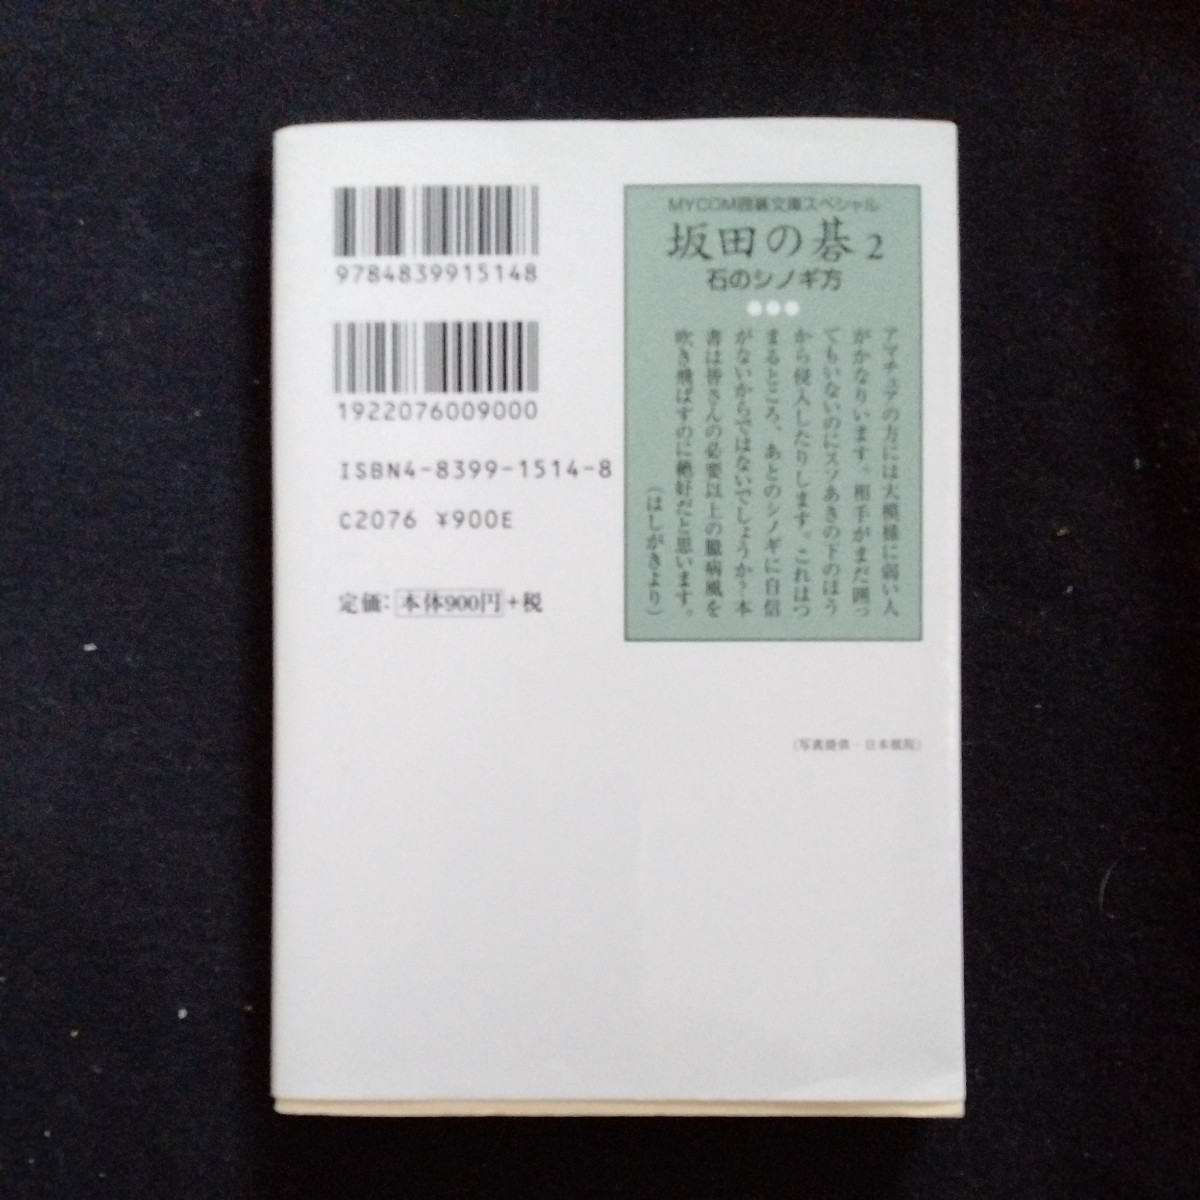 9784839915148
1922076009000
ISBN4-8399-1514-8
C2076 ¥900E
定価：本体900円+税
MYCOM囲碁文庫スペシャル
坂田の碁 2
石のシノギ方
アマチュアの方には大模様に弱い人
がかなりいます。相手がまだ囲っ
てもいないのにスソあきの下のほう
から侵入したりします。これはつ
まるところ、あとのシノギに自信
がないからではないでしょうか？本
書は皆さんの必要以上の臆病風を
吹き飛ばすのに絶好だと思います。
（はしがきより）
（写真提供・日本棋院）